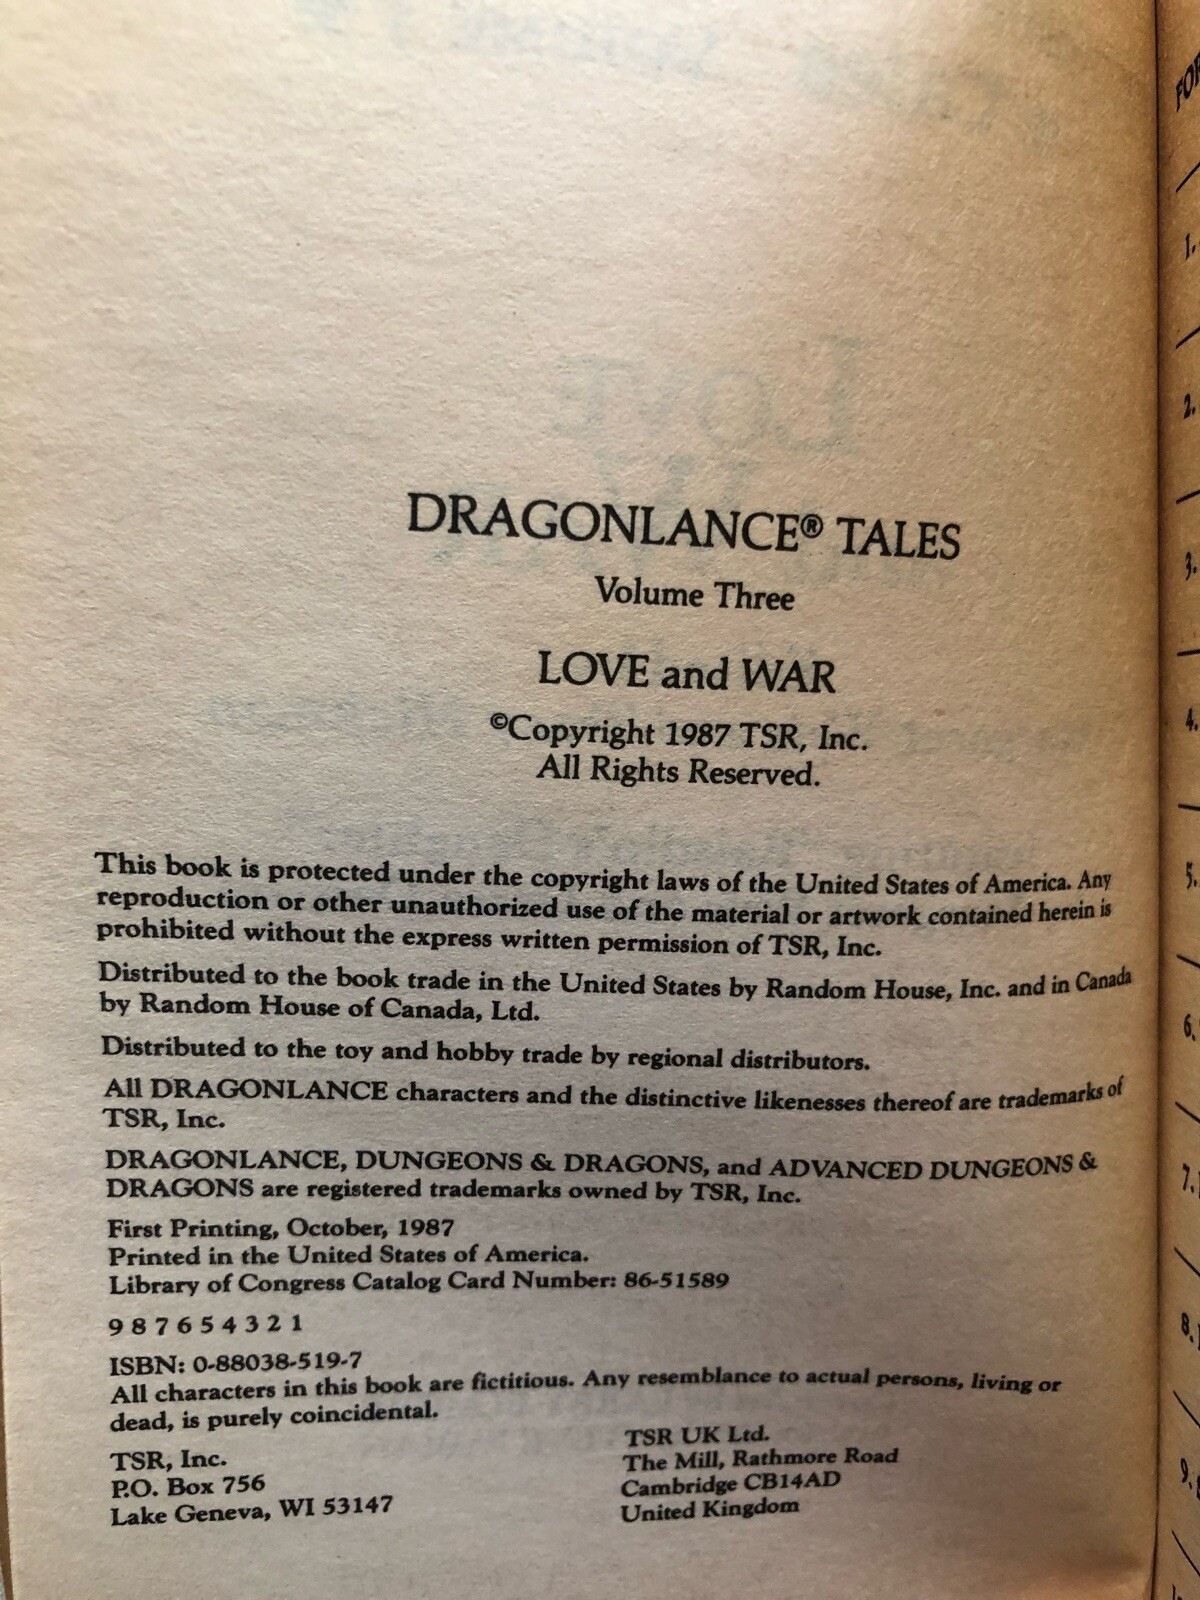 DRAGONLANCE® TALES
Volume Three
LOVE and WAR
©Copyright 1987 TSR, Inc.
All Rights Reserved.
This book is protected under the copyright laws of the United States of America. Any
reproduction or other unauthorized use of the material or artwork contained herein is
prohibited without the express written permission of TSR, Inc.
Distributed to the book trade in the United States by Random House, Inc. and in Canada
by Random House of Canada, Ltd.
Distributed to the toy and hobby trade by regional distributors.
All DRAGONLANCE characters and the distinctive likenesses thereof are trademarks of
TSR, Inc.
DRAGONLANCE, DUNGEONS & DRAGONS, and ADVANCED DUNGEONS &
DRAGONS are registered trademarks owned by TSR, Inc.
First Printing, October, 1987
Printed in the United States of America.
Library of Congress Catalog Card Number: 86-51589
9 8 7 6 5 4 3 2 1
ISBN: 0-88038-519-7
All characters in this book are fictitious. Any resemblance to actual persons, living or
dead, is purely coincidental.
TSR, Inc.
P.O. Box 756
Lake Geneva, WI 53147
TSR UK Ltd.
The Mill, Rathmore Road
Cambridge CB14AD
United Kingdom
1.
2.
3.
4.
5.
6.
7.
8.
9.